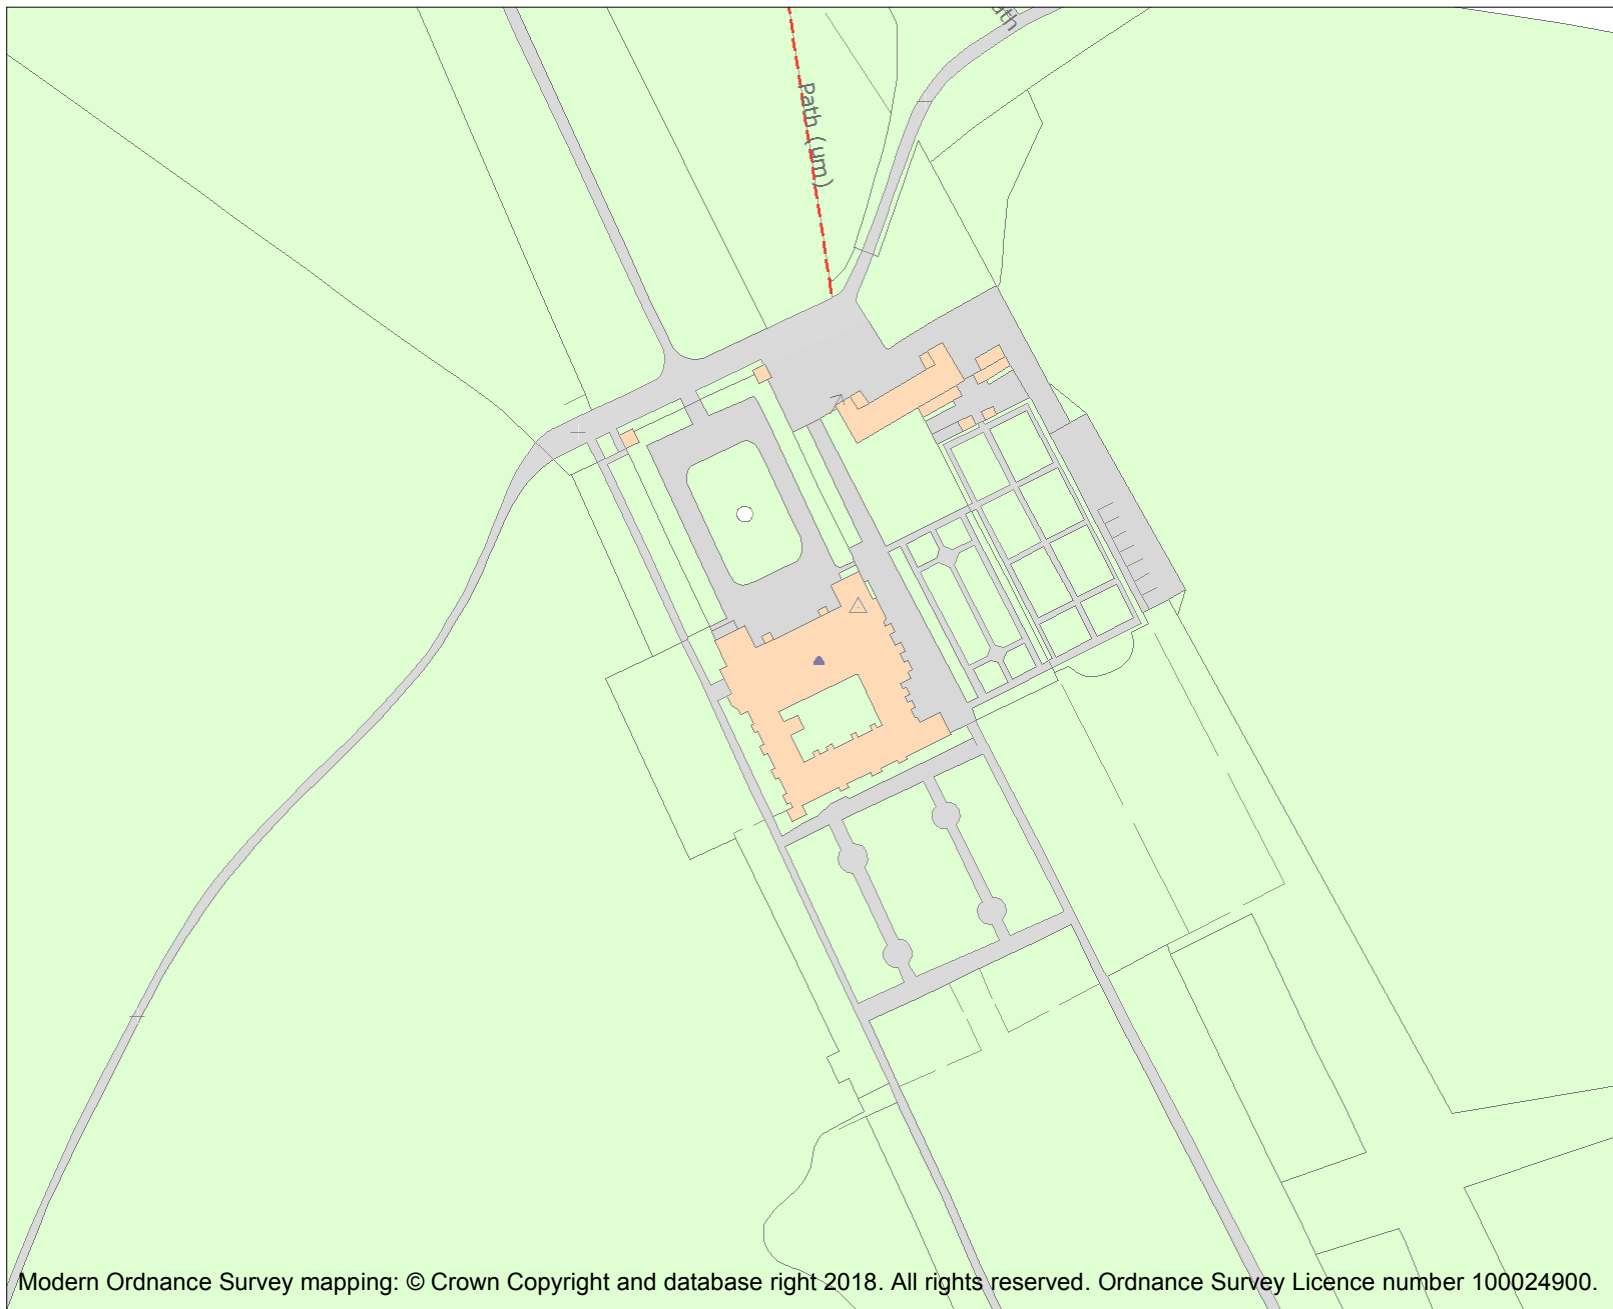 Path (um)
Modern Ordnance Survey mapping: © Crown Copyright and database right 2018. All rights reserved. Ordnance Survey Licence number 100024900.